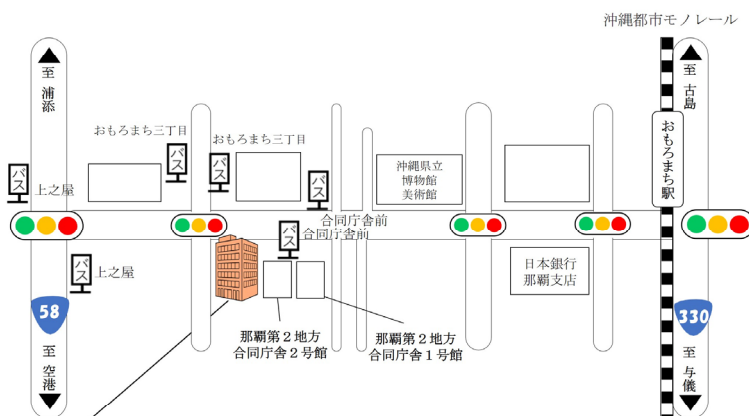 沖縄都市モノレール
至 浦添
至 古島
おもろまち三丁目
おもろまち三丁目
バス
バス
バス
上之屋
バス
沖縄県立
博物館
美術館
おもろまち駅
合同庁舎前
バス
合同庁舎前
バス
上之屋
日本銀行
那覇支店
58
330
那覇第2地方
合同庁舎2号館
那覇第2地方
合同庁舎1号館
至 空港
至 与儀